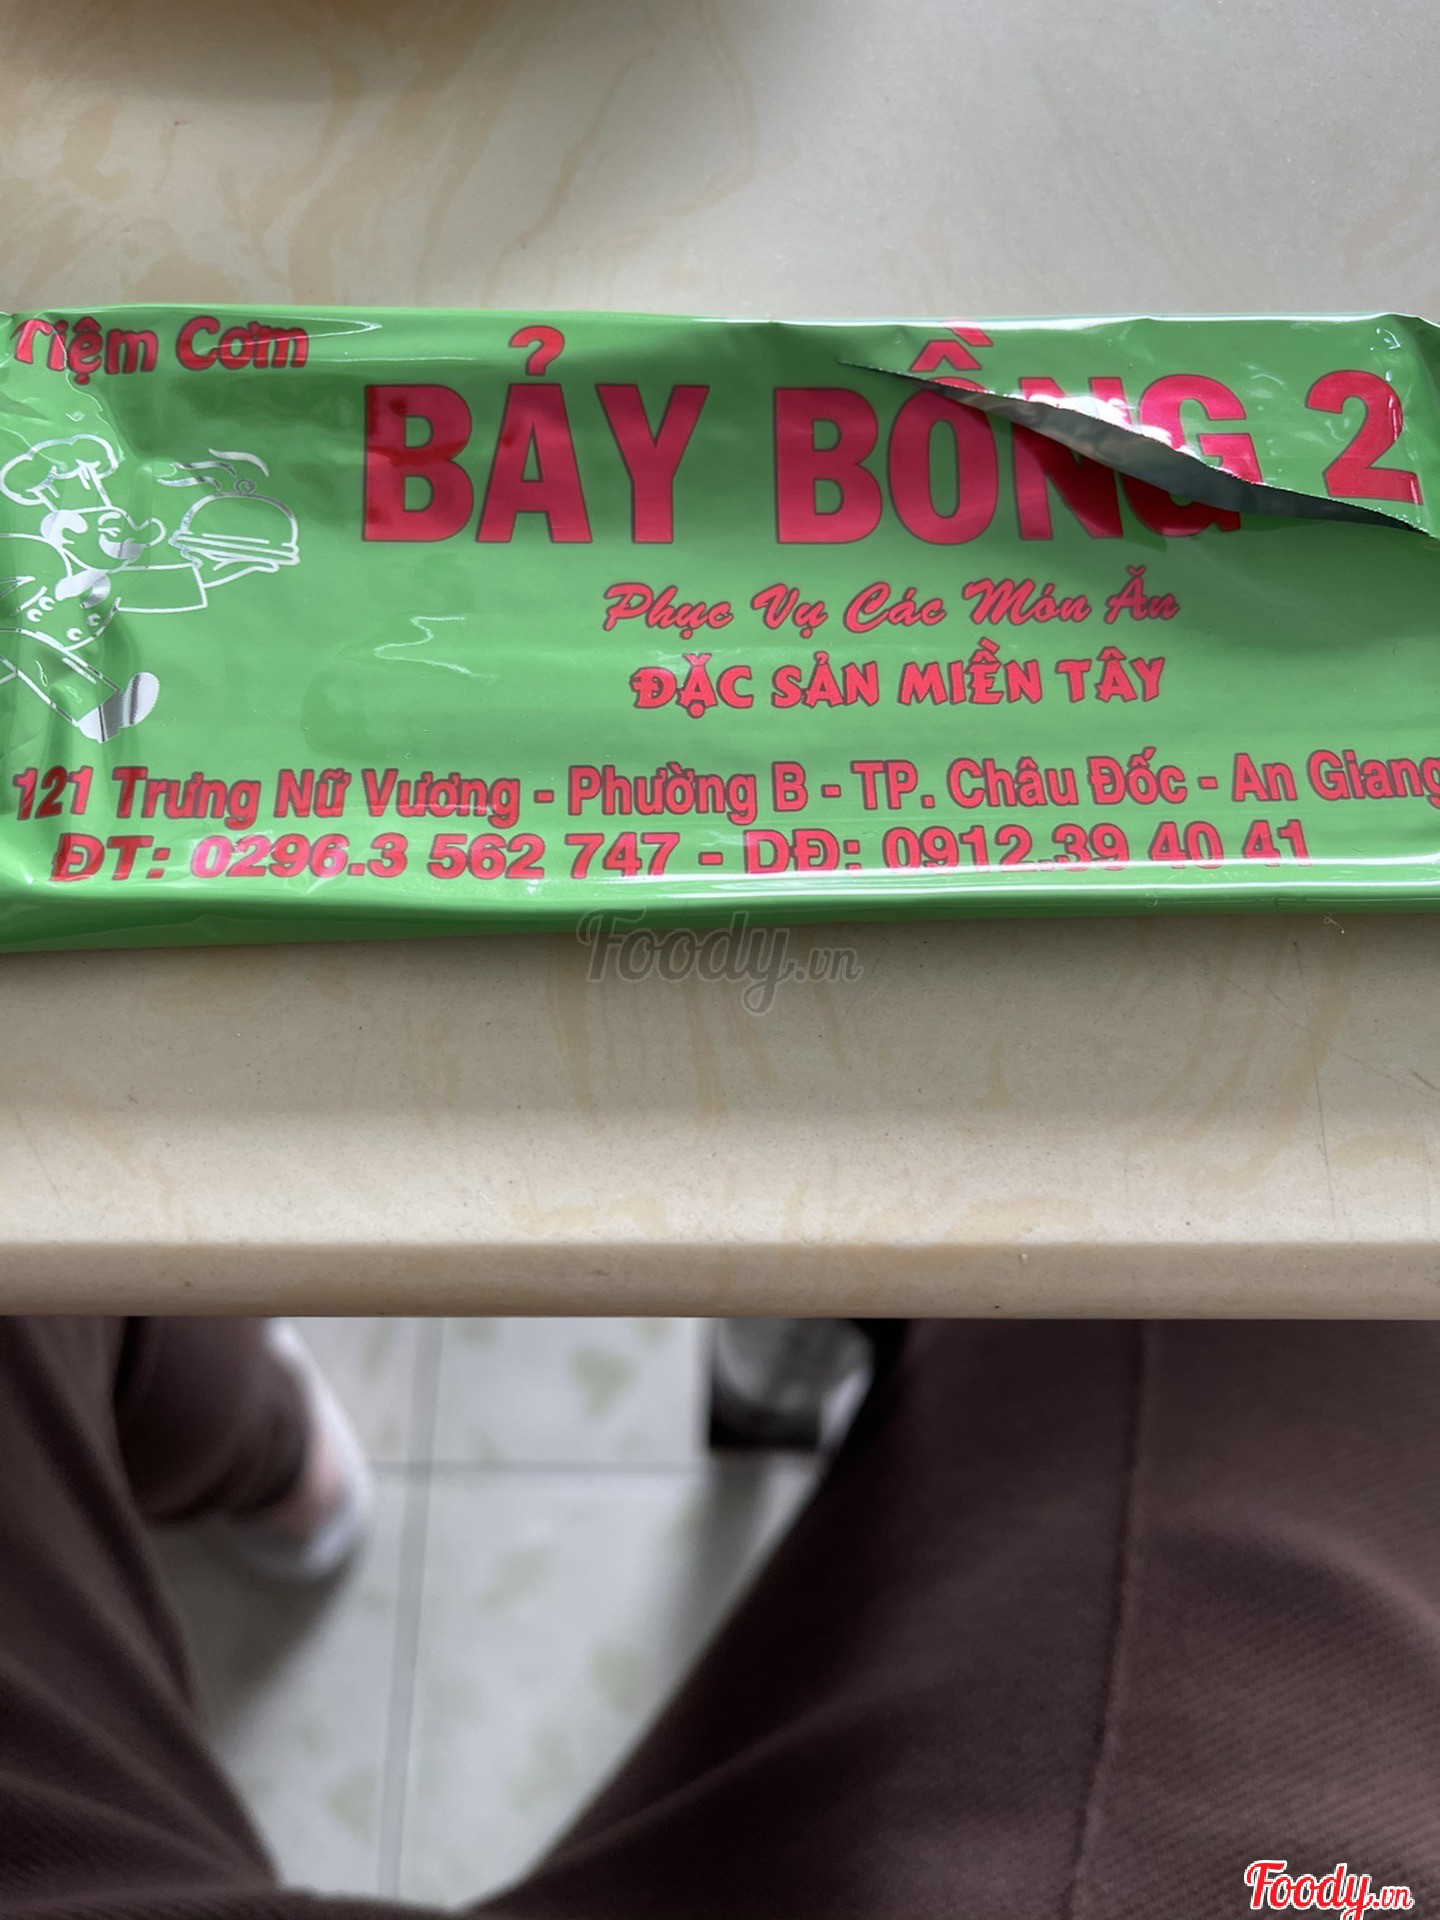 Tiệm Cơm
BẢY BỒNG 2
Phục Vụ Các Món Ăn
ĐẶC SẢN MIỀN TÂY
121 Trưng Nữ Vương - Phường B - TP. Châu Đốc - An Giang
ĐT: 0296.3 562 747 - DĐ: 0912.39 40 41
Foody.vn
Foody.vn